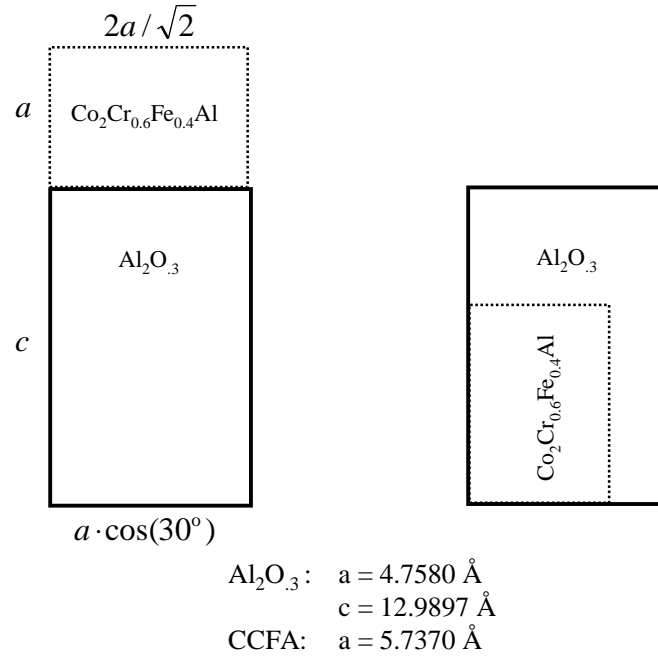 2a/√2
a
Co₂Cr₀.₆Fe₀.₄Al
Al₂O.₃
c
a·cos(30°)
Al₂O.₃
Co₂Cr₀.₆Fe₀.₄Al
Al₂O.₃: a = 4.7580 Å
c = 12.9897 Å
CCFA: a = 5.7370 Å